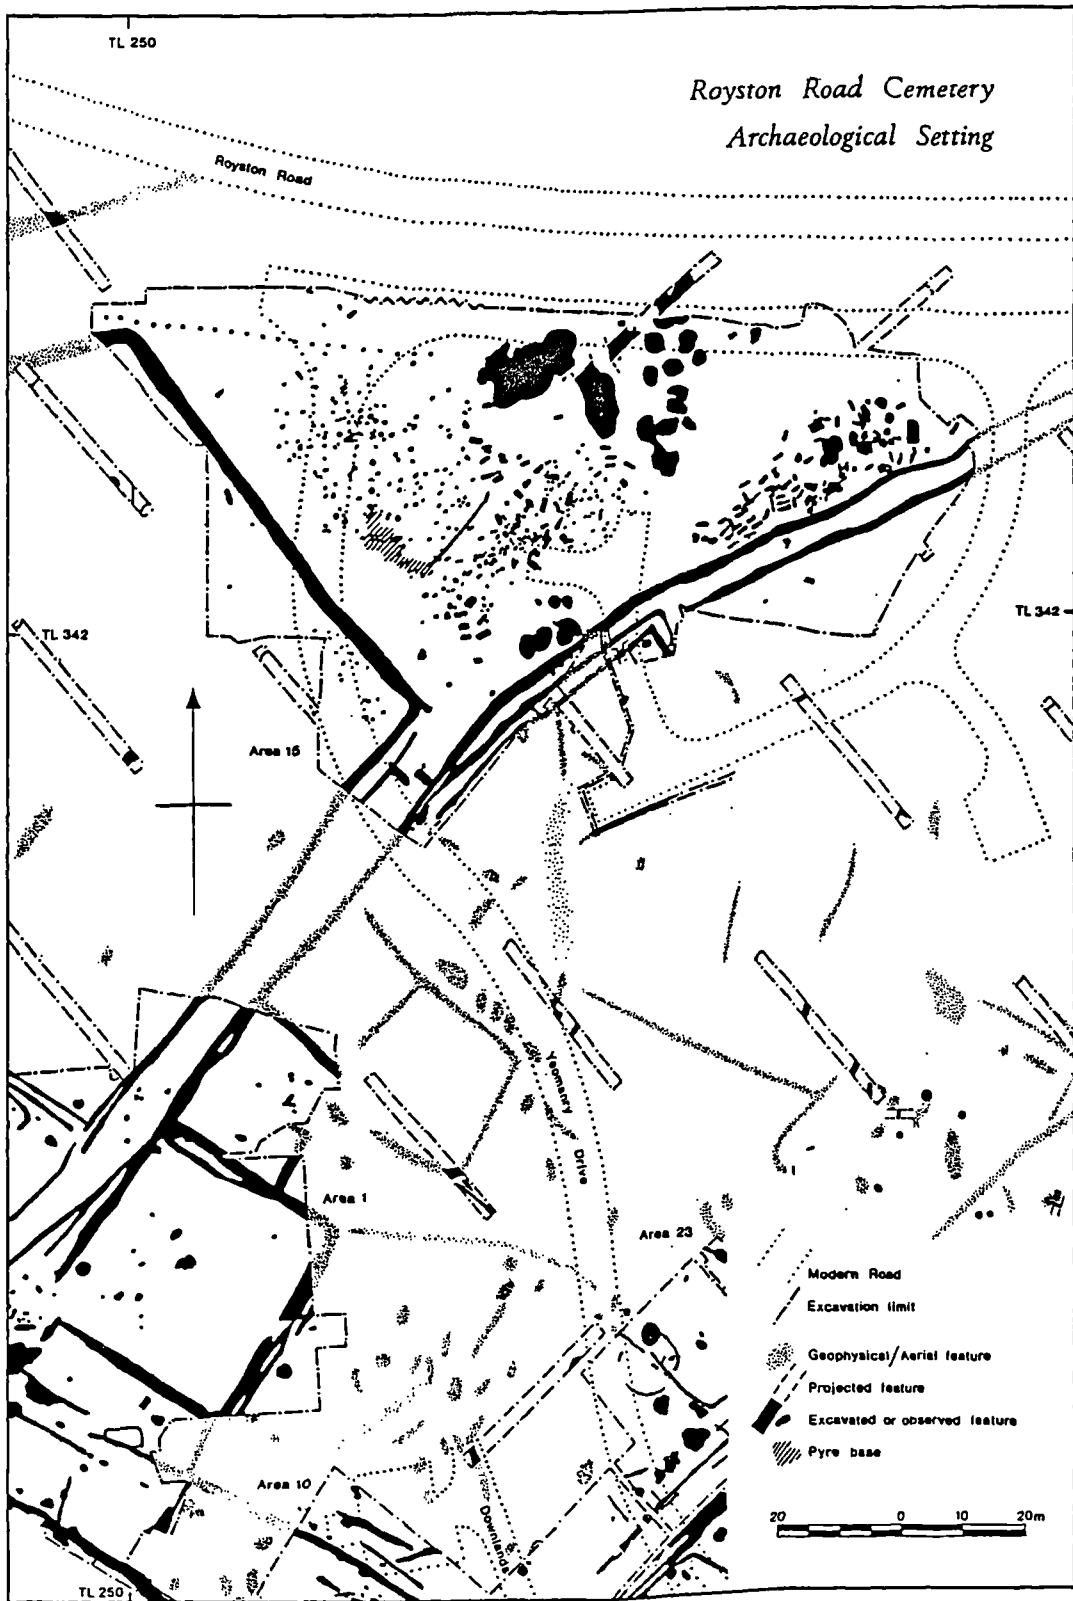 TL 250
Royston Road Cemetery
Archaeological Setting
Royston Road
TL 342
TL 342
Area 15
Yeomanry
Drive
Area 1
Area 23
Modern Road
Excavation limit
Geophysical/Aerial feature
Projected feature
Excavated or observed feature
Pyre base
Area 10
Downlands
20 0 10 20m
TL 250